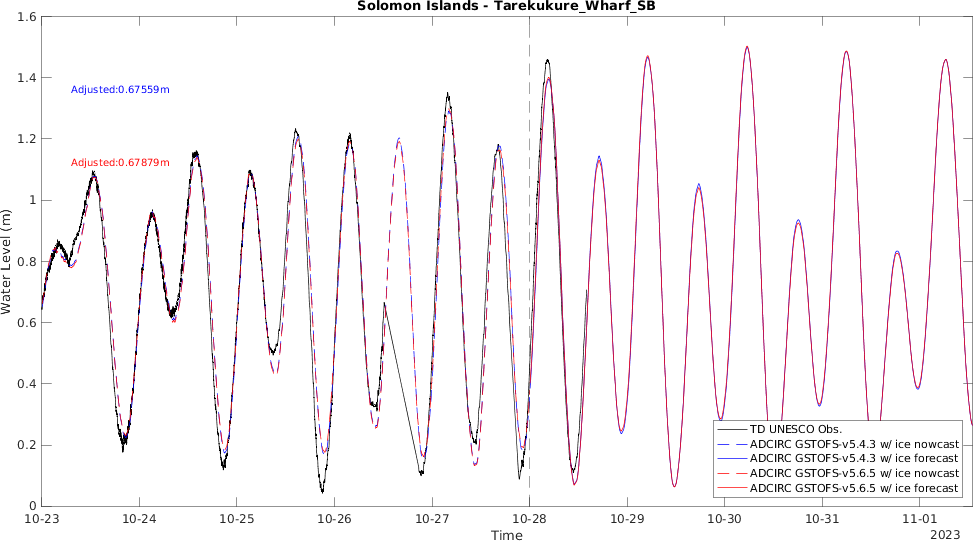 Solomon Islands - Tarekukure_Wharf_SB
1.6
1.4
1.2
1
0.8
0.6
0.4
0.2
0
Water Level (m)
Adjusted:0.67559m
Adjusted:0.67879m
TD UNESCO Obs.
ADCIRC GSTOFS-v5.4.3 w/ ice nowcast
ADCIRC GSTOFS-v5.4.3 w/ ice forecast
ADCIRC GSTOFS-v5.6.5 w/ ice nowcast
ADCIRC GSTOFS-v5.6.5 w/ ice forecast
10-23 10-24 10-25 10-26 10-27 10-28 10-29 10-30 10-31 11-01
Time
2023